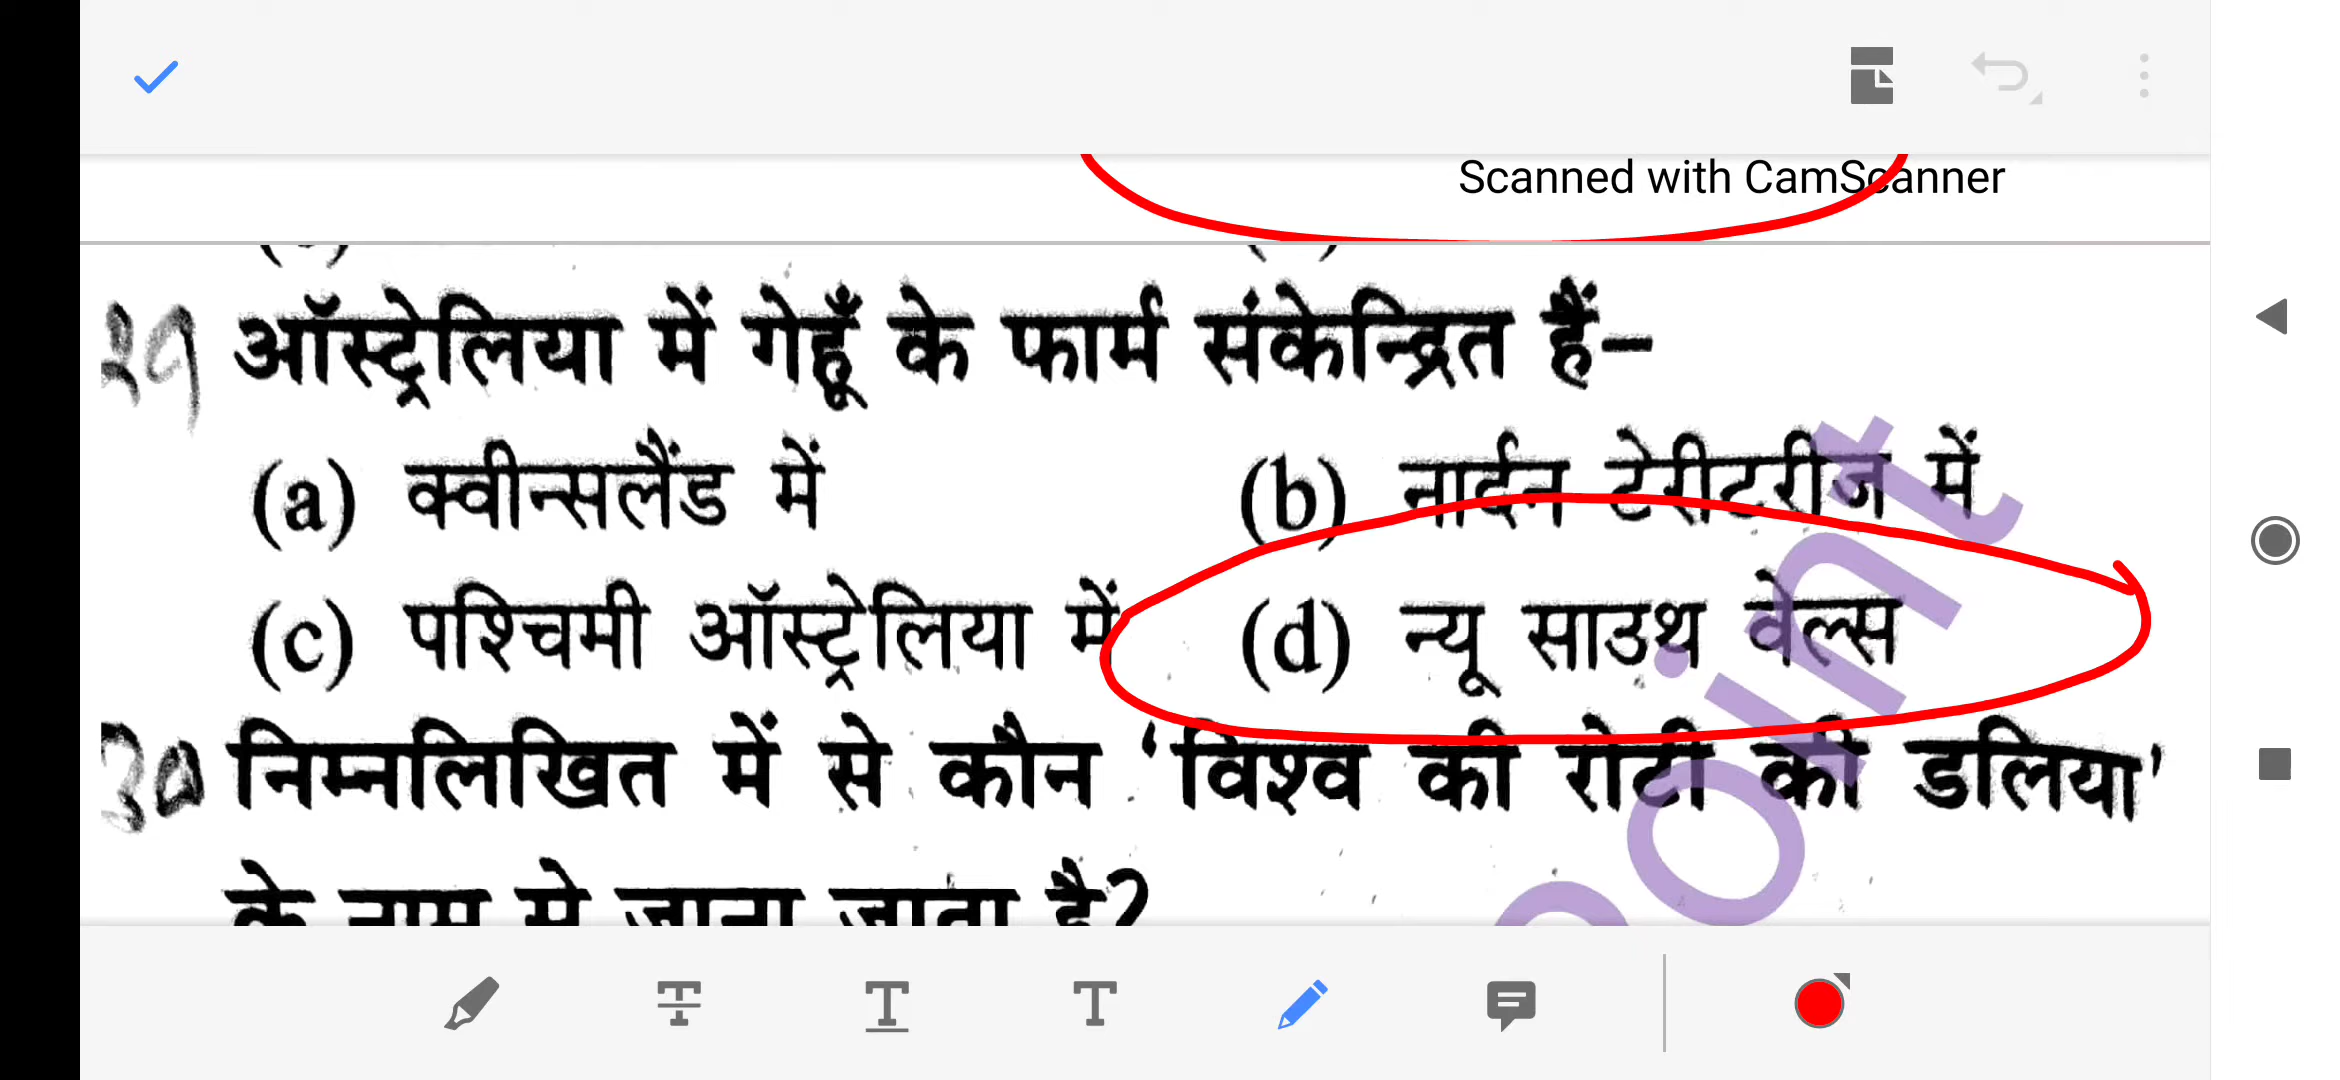 Scanned with CamScanner
29 ऑस्ट्रेलिया में गेहूँ के फार्म संकेन्द्रित हैं–
(a) क्वीन्सलैंड में (b) नार्दन टेरीटरीज में
(c) पश्चिमी ऑस्ट्रेलिया में (d) न्यू साउथ वेल्स
30 निम्नलिखित में से कौन ‘विश्व की रोटी की डलिया’
के नाम से जाना जाता है?